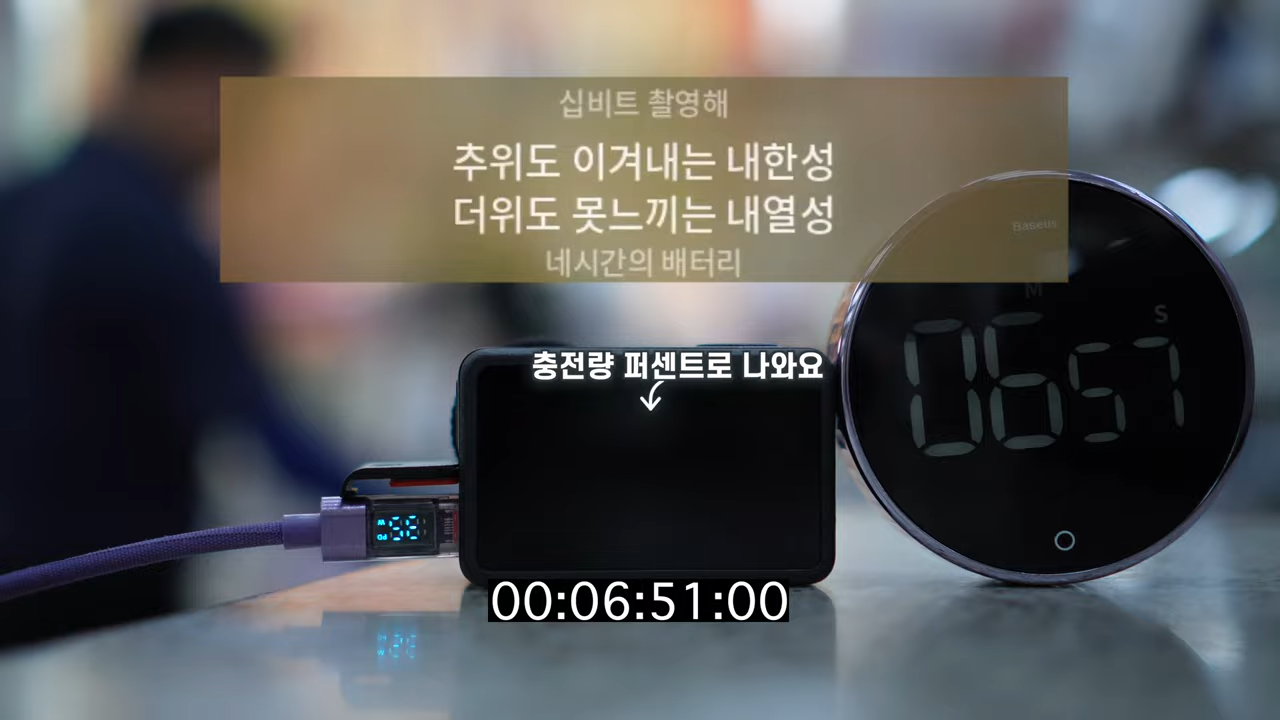 십비트 촬영해
추위도 이겨내는 내한성
더위도 못느끼는 내열성
네시간의 배터리
Baseus
M
S
0657
충전량 퍼센트로 나와요
PD
W
00:06:51:00